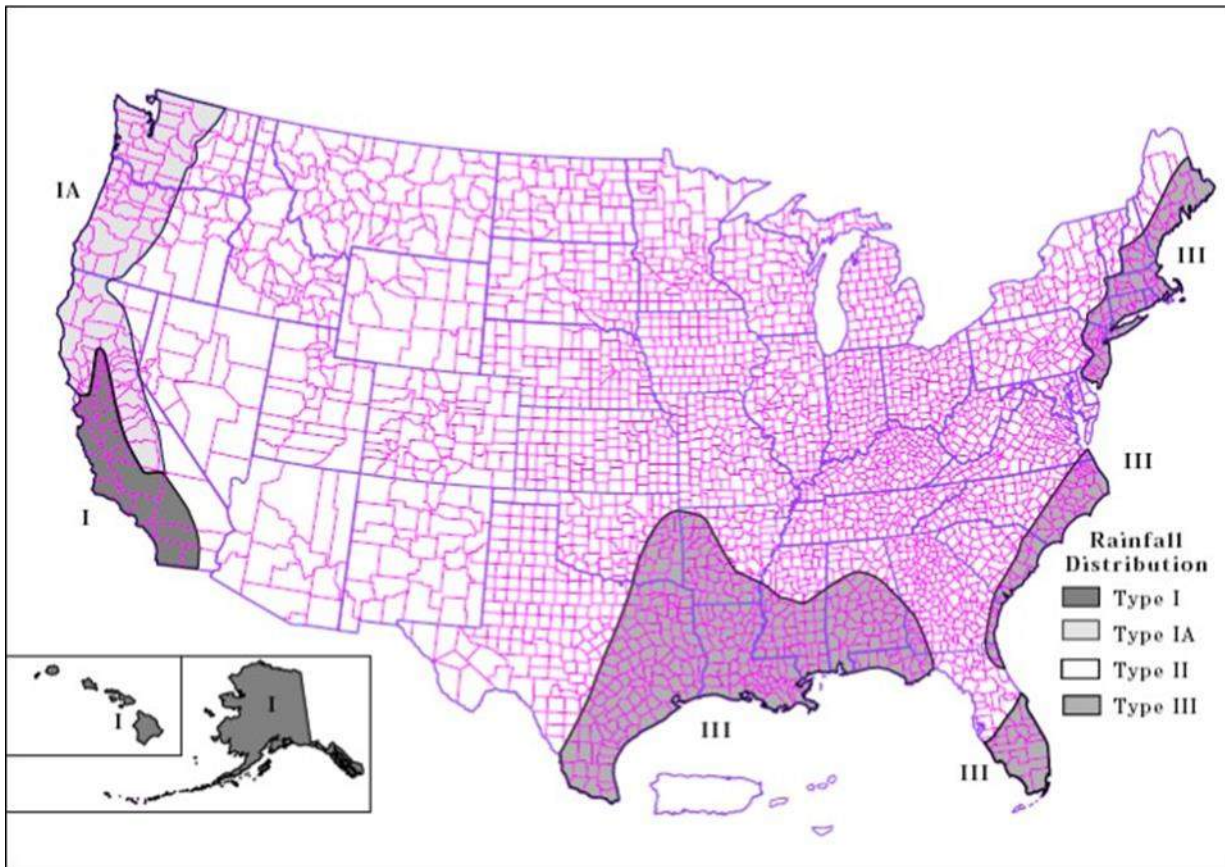 IA
III
III
I
Rainfall
Distribution
Type I
Type IA
Type II
Type III
I
I
III
III